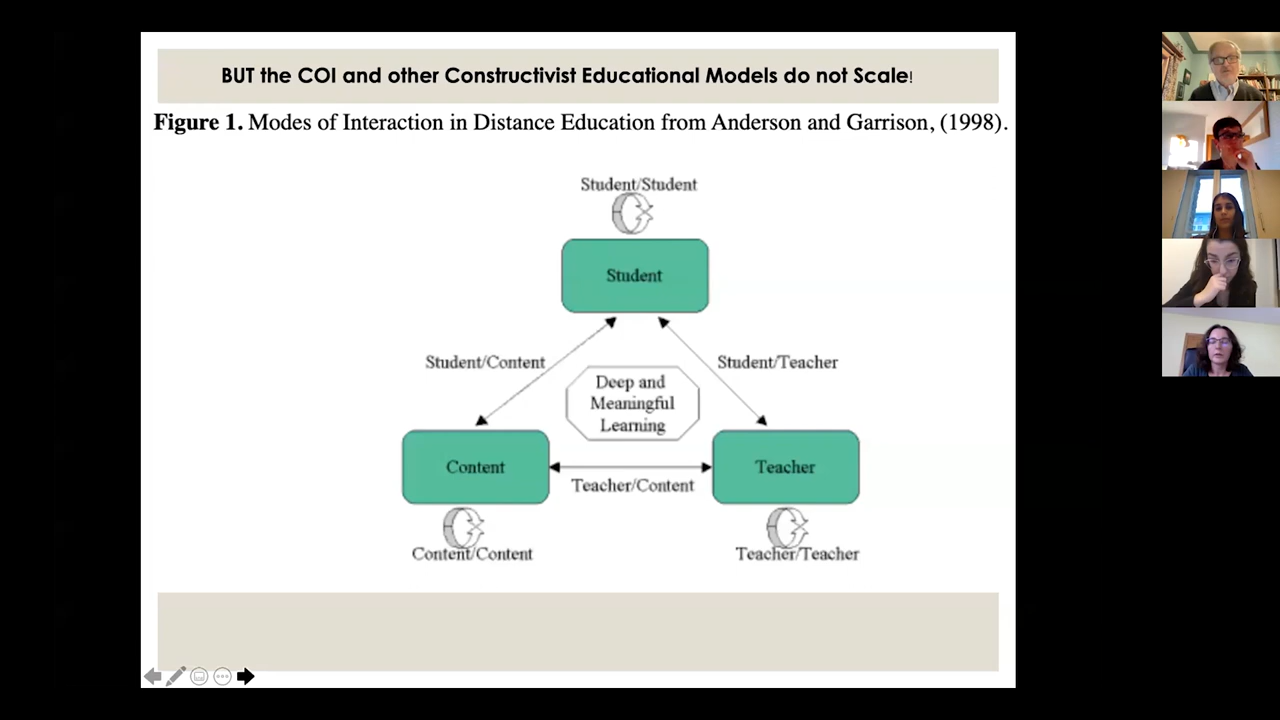 BUT the COI and other Constructivist Educational Models do not Scale!
Figure 1. Modes of Interaction in Distance Education from Anderson and Garrison, (1998).
Student/Student
Student
Student/Content
Student/Teacher
Deep and
Meaningful
Learning
Content
Teacher
Teacher/Content
Content/Content
Teacher/Teacher